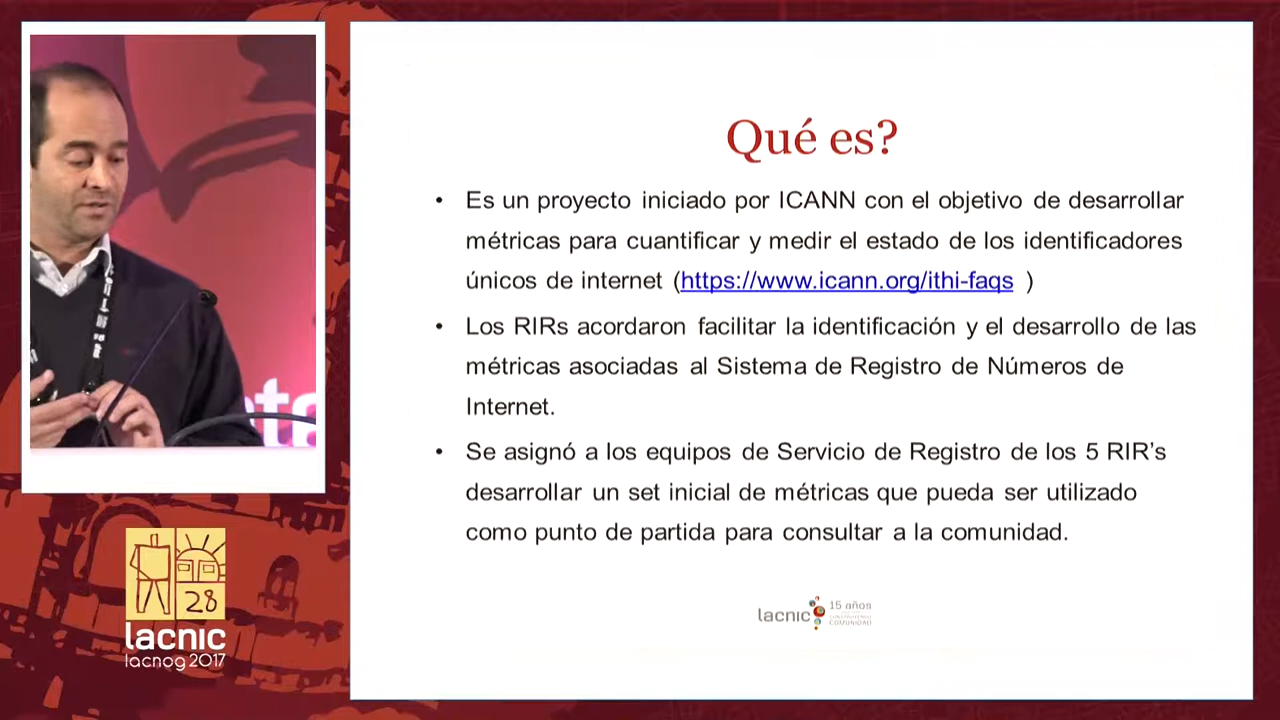 Qué es?
• Es un proyecto iniciado por ICANN con el objetivo de desarrollar
métricas para cuantificar y medir el estado de los identificadores
únicos de internet (https://www.icann.org/ithi-faqs )
• Los RIRs acordaron facilitar la identificación y el desarrollo de las
métricas asociadas al Sistema de Registro de Números de
Internet.
• Se asignó a los equipos de Servicio de Registro de los 5 RIR’s
desarrollar un set inicial de métricas que pueda ser utilizado
como punto de partida para consultar a la comunidad.
lacnic 15 años
COMUNIDAD
28
lacnic
lacnog 2017